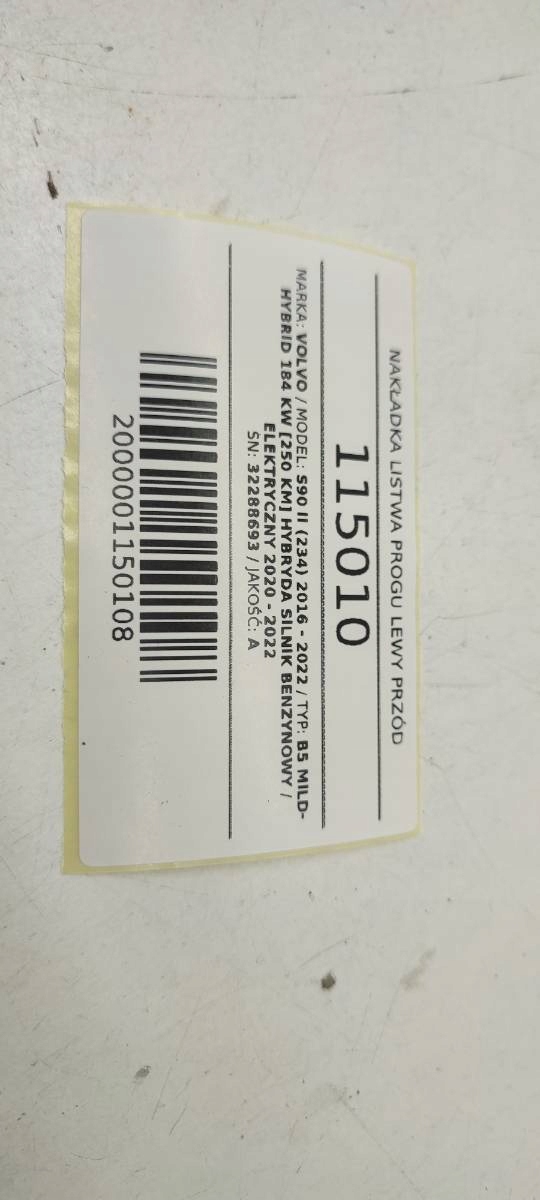 NAKŁADKA LISTWA PROGU LEWY PRZÓD
115010
MARKA: VOLVO / MODEL: S90 II (234) 2016 - 2022 / TYP: B5 MILD-
HYBRID 184 KW [250 KM] HYBRYDA SILNIK BENZYNOWY /
ELEKTRYCZNY 2020 - 2022
SN: 32288693 / JAKOŚĆ: A
2000001150108